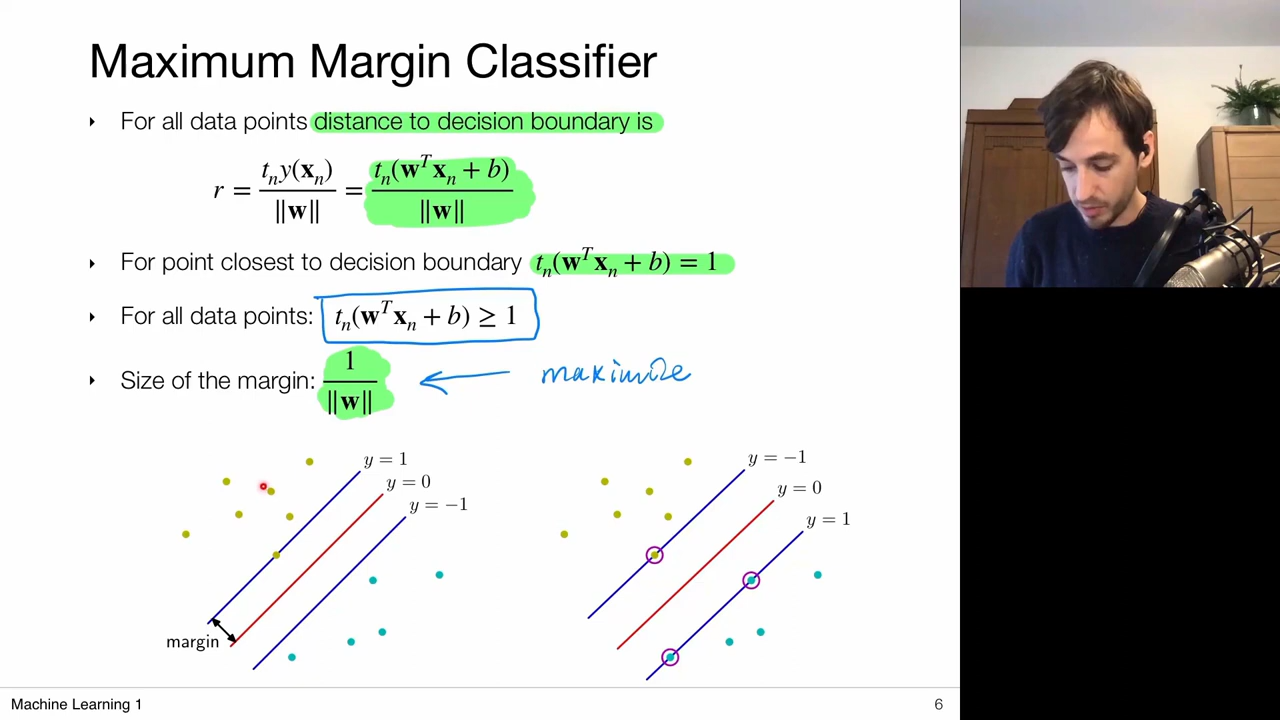 Maximum Margin Classifier
‣ For all data points distance to decision boundary is
r = tₙy(𝐱ₙ) / ‖𝐰‖ = tₙ(𝐰ᵀ𝐱ₙ + b) / ‖𝐰‖
‣ For point closest to decision boundary tₙ(𝐰ᵀ𝐱ₙ + b) = 1
‣ For all data points: tₙ(𝐰ᵀ𝐱ₙ + b) ≥ 1
‣ Size of the margin: 1 / ‖𝐰‖ ← maximize
y = 1
y = 0
y = −1
margin
y = −1
y = 0
y = 1
Machine Learning 1
6